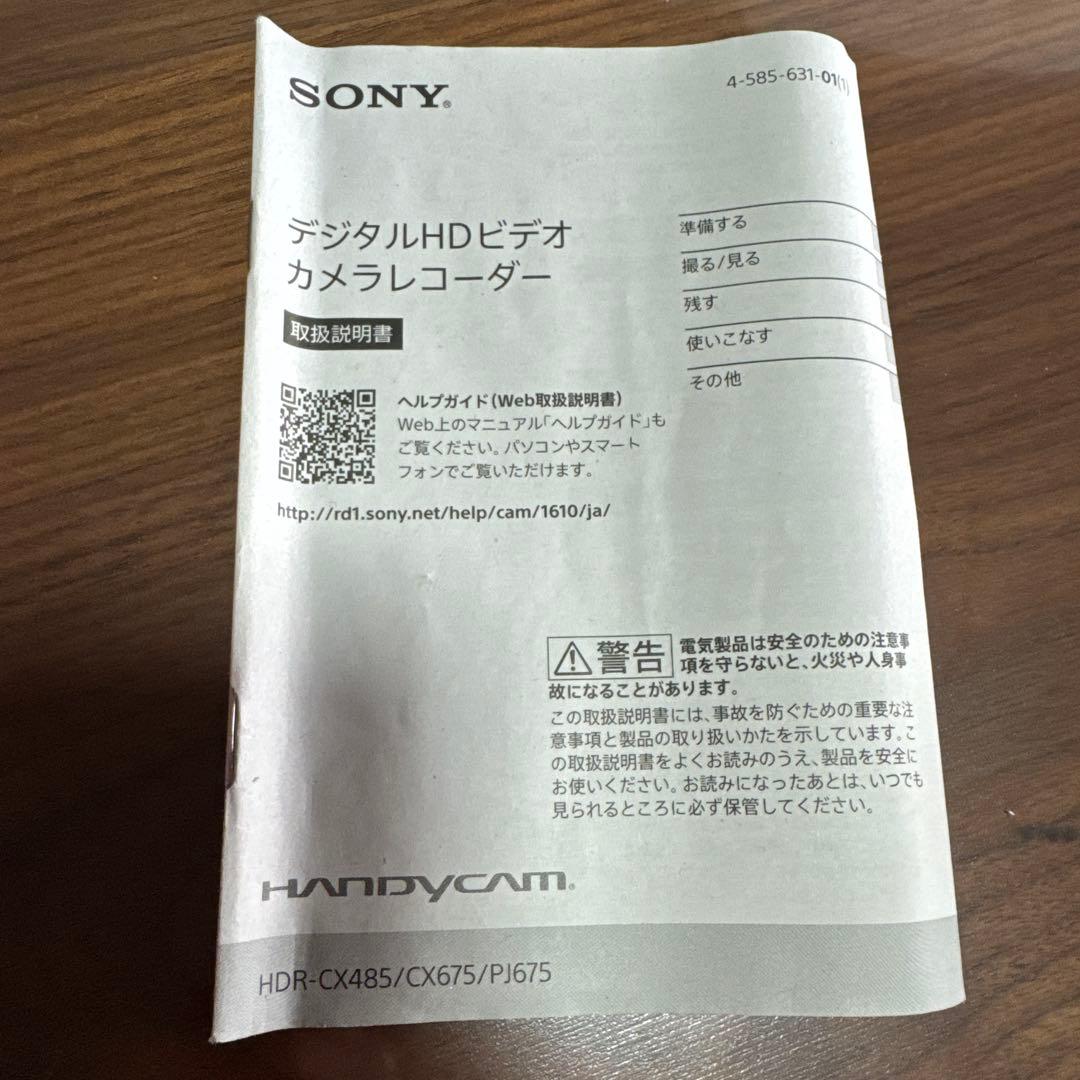 SONY®
4-585-631-01(1)
デジタルHDビデオ
カメラレコーダー
取扱説明書
準備する
撮る/見る
残す
使いこなす
その他
ヘルプガイド(Web取扱説明書)
Web上のマニュアル「ヘルプガイド」も
ご覧ください。パソコンやスマート
フォンでご覧いただけます。
http://rd1.sony.net/help/cam/1610/ja/
警告
電気製品は安全のための注意事
項を守らないと、火災や人身事
故になることがあります。
この取扱説明書には、事故を防ぐための重要な注
意事項と製品の取り扱いかたを示しています。こ
の取扱説明書をよくお読みのうえ、製品を安全に
お使いください。お読みになったあとは、いつでも
見られるところに必ず保管してください。
HANDYCAM®
HDR-CX485/CX675/PJ675